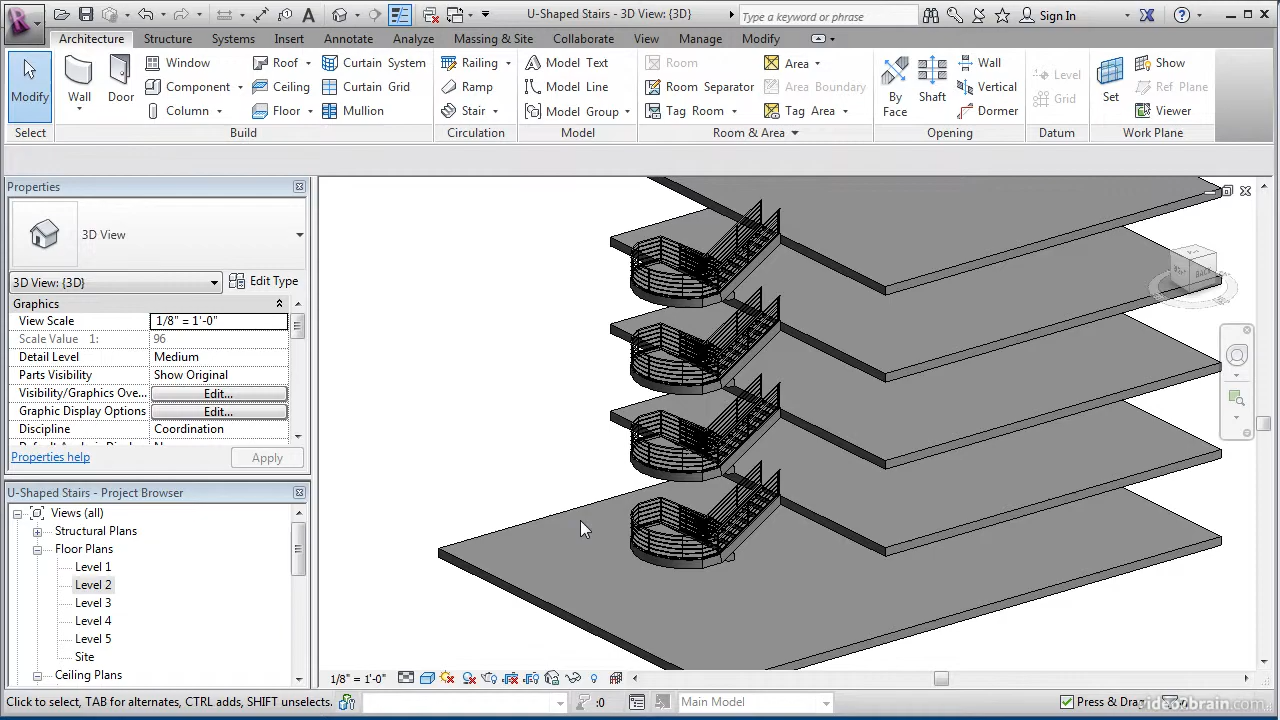 U-Shaped Stairs - 3D View: {3D}
Type a keyword or phrase
Sign In
Architecture
Structure
Systems
Insert
Annotate
Analyze
Massing & Site
Collaborate
View
Manage
Modify
Modify
Wall
Door
Window
Component
Column
Roof
Ceiling
Floor
Curtain System
Curtain Grid
Mullion
Railing
Ramp
Stair
Model Text
Model Line
Model Group
Room
Room Separator
Tag Room
Area
Area Boundary
Tag Area
By Face
Shaft
Wall
Vertical
Dormer
Level
Grid
Set
Show
Ref Plane
Viewer
Select
Build
Circulation
Model
Room & Area
Opening
Datum
Work Plane
Properties
3D View
3D View: {3D}
Edit Type
Graphics
View Scale
1/8" = 1'-0"
Scale Value 1:
96
Detail Level
Medium
Parts Visibility
Show Original
Visibility/Graphics Ove...
Edit...
Graphic Display Options
Edit...
Discipline
Coordination
Properties help
Apply
U-Shaped Stairs - Project Browser
Views (all)
Structural Plans
Floor Plans
Level 1
Level 2
Level 3
Level 4
Level 5
Site
Ceiling Plans
BACK
1/8" = 1'-0"
Click to select, TAB for alternates, CTRL adds, SHIFT unselects.
:0
Main Model
Press & Drag
video2brain.com